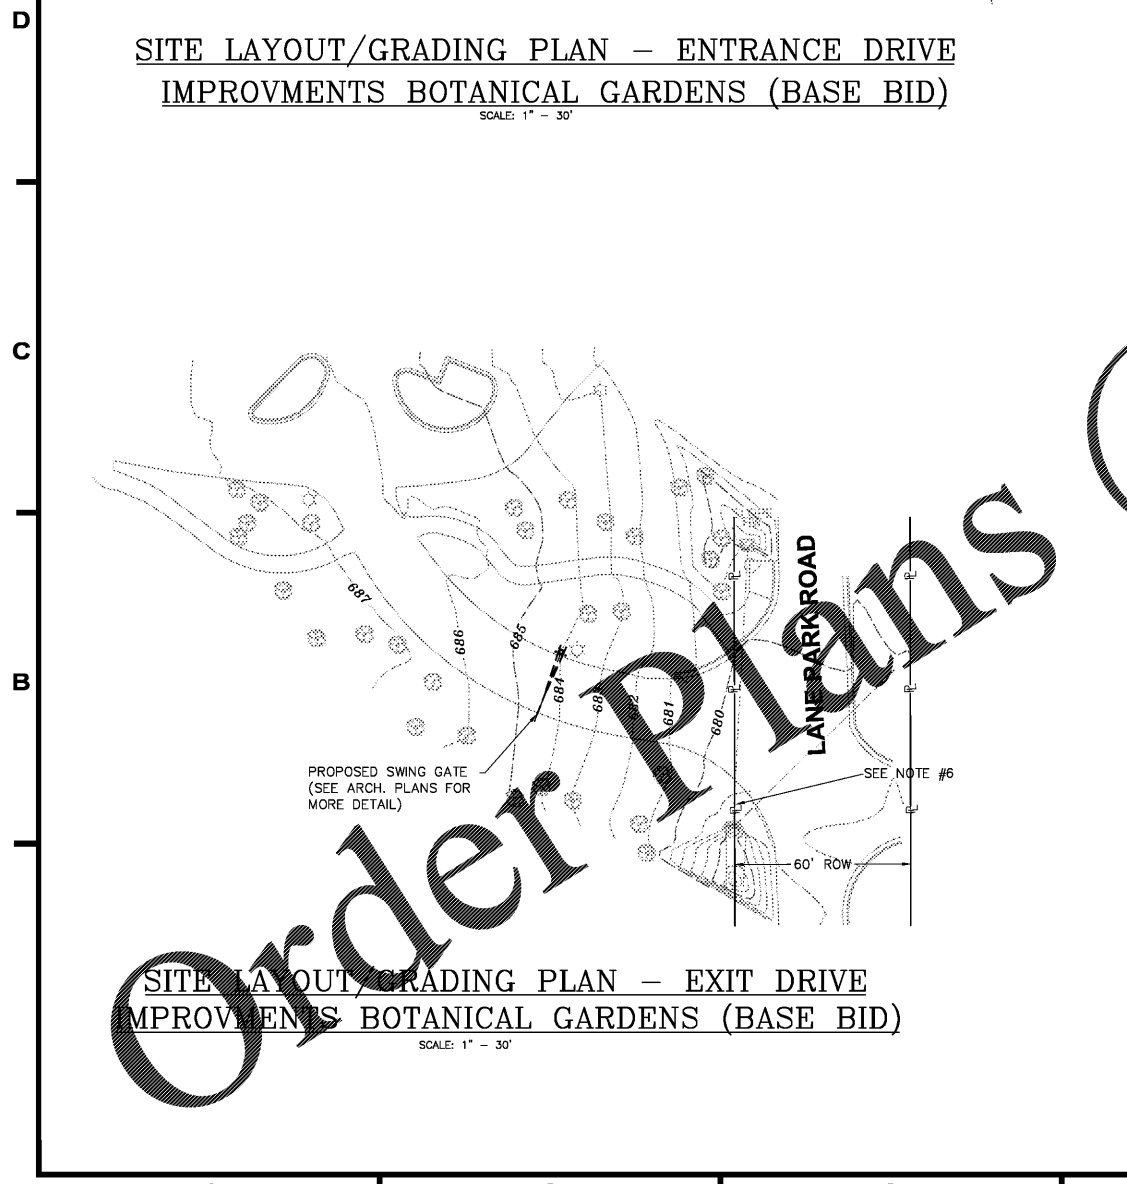 D
SITE LAYOUT/GRADING PLAN – ENTRANCE DRIVE
IMPROVMENTS BOTANICAL GARDENS (BASE BID)
SCALE: 1" – 30'
C
LANE PARK ROAD
687
686
685
684
683
682
681
680
B
PROPOSED SWING GATE
(SEE ARCH. PLANS FOR
MORE DETAIL)
SEE NOTE #6
60' ROW
Order Plans
SITE LAYOUT/GRADING PLAN – EXIT DRIVE
IMPROVMENTS BOTANICAL GARDENS (BASE BID)
SCALE: 1" – 30'